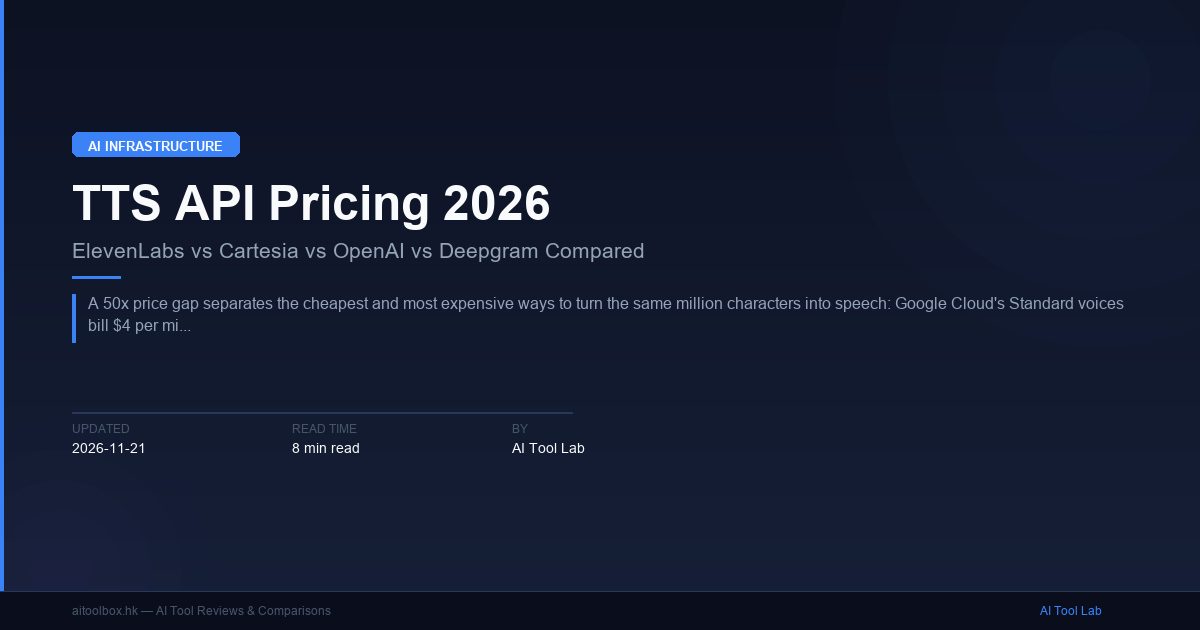 AI INFRASTRUCTURE
TTS API Pricing 2026
ElevenLabs vs Cartesia vs OpenAI vs Deepgram Compared
A 50x price gap separates the cheapest and most expensive ways to turn the same million characters into speech: Google Cloud's Standard voices
bill $4 per mi...
UPDATED READ TIME BY
2026-11-21 8 min read AI Tool Lab
aitoolbox.hk — AI Tool Reviews & Comparisons AI Tool Lab